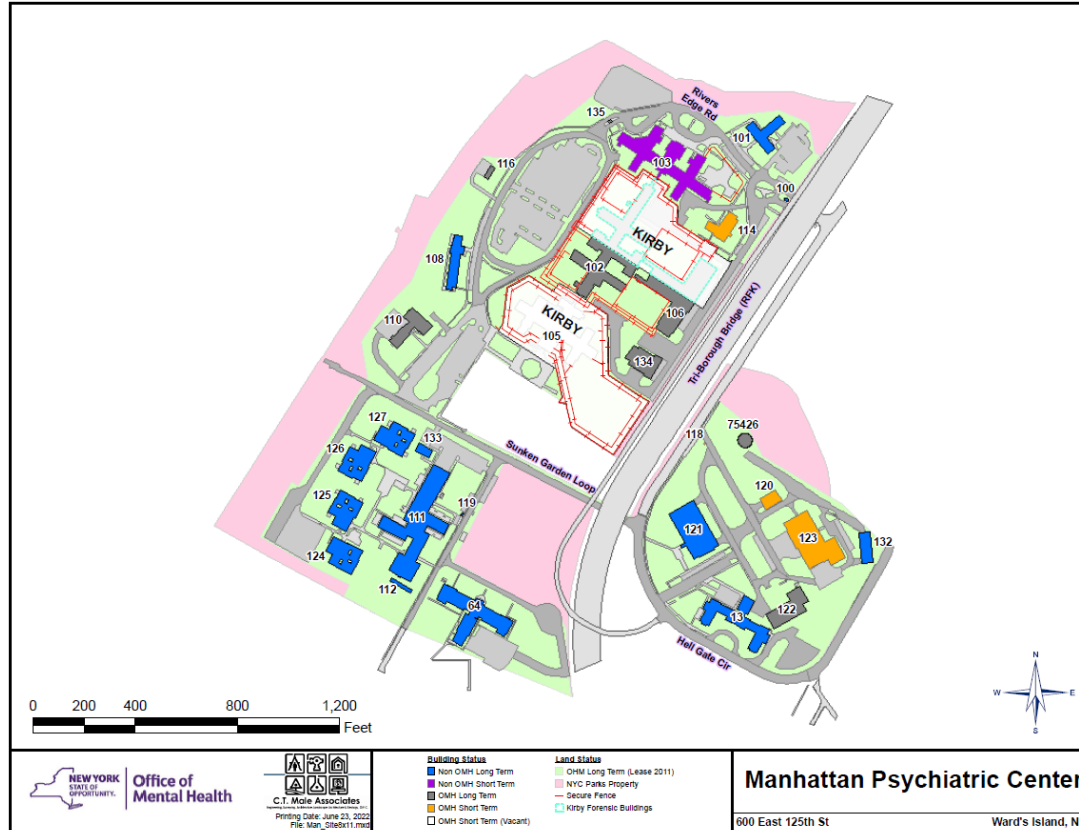 Rivers
Edge Rd
135
101
103
116
100
114
KIRBY
108
102
106
110
KIRBY
105
134
Tri-Borough Bridge (RFK)
127
133
118
75426
126
Sunken Garden Loop
120
125
119
111
121
123
132
124
112
122
64
13
Hell Gate Cir
N
W E
S
0 200 400 800 1,200
Feet
NEW YORK
STATE OF
OPPORTUNITY.
Office of
Mental Health
C.T. Male Associates
Printing Date: June 23, 2022
File: Man_Site8x11.mxd
Building Status
Non OMH Long Term
Non OMH Short Term
OMH Long Term
OMH Short Term
OMH Short Term (Vacant)
Land Status
OHM Long Term (Lease 2011)
NYC Parks Property
Secure Fence
Kirby Forensic Buildings
Manhattan Psychiatric Center
600 East 125th St Ward's Island, N